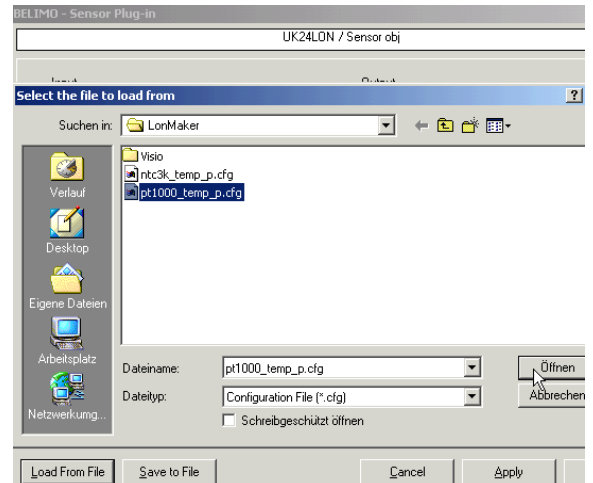 BELIMO - Sensor Plug-in
UK24LON / Sensor obj
Input Output
Select the file to load from ?
Suchen in: LonMaker
Verlauf
Desktop
Eigene Dateien
Arbeitsplatz
Netzwerkumg...
Visio
ntc3k_temp_p.cfg
pt1000_temp_p.cfg
Dateiname: pt1000_temp_p.cfg Öffnen
Dateityp: Configuration File (*.cfg) Abbrechen
Schreibgeschützt öffnen
Load From File Save to File Cancel Apply